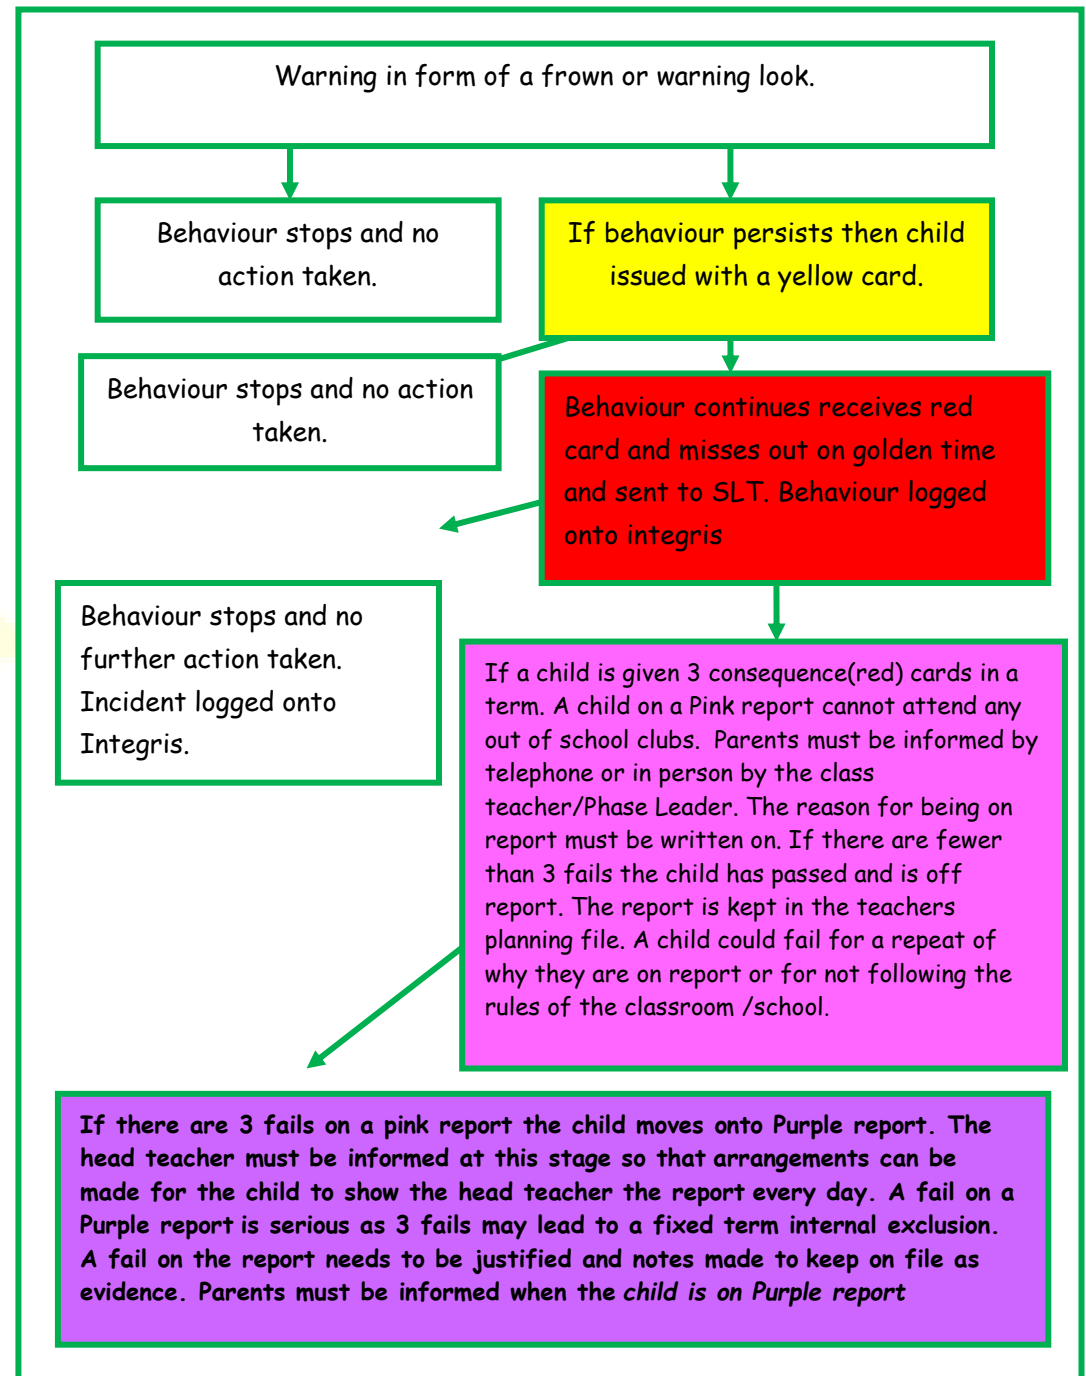 Warning in form of a frown or warning look.
Behaviour stops and no
action taken.
If behaviour persists then child
issued with a yellow card.
Behaviour stops and no action
taken.
Behaviour continues receives red
card and misses out on golden time
and sent to SLT. Behaviour logged
onto integris
Behaviour stops and no
further action taken.
Incident logged onto
Integris.
If a child is given 3 consequence(red) cards in a
term. A child on a Pink report cannot attend any
out of school clubs.  Parents must be informed by
telephone or in person by the class
teacher/Phase Leader. The reason for being on
report must be written on. If there are fewer
than 3 fails the child has passed and is off
report. The report is kept in the teachers
planning file. A child could fail for a repeat of
why they are on report or for not following the
rules of the classroom /school.
If there are 3 fails on a pink report the child moves onto Purple report. The
head teacher must be informed at this stage so that arrangements can be
made for the child to show the head teacher the report every day. A fail on a
Purple report is serious as 3 fails may lead to a fixed term internal exclusion.
A fail on the report needs to be justified and notes made to keep on file as
evidence. Parents must be informed when the child is on Purple report